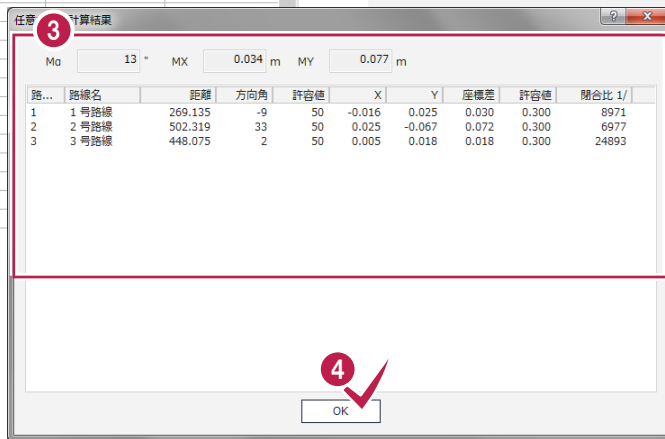 任意 計算結果
3
Mα 13 " MX 0.034 m MY 0.077 m
路... 路線名 距離 方向角 許容値 X Y 座標差 許容値 閉合比 1/
1 1 号路線 269.135 -9 50 -0.016 0.025 0.030 0.300 8971
2 2 号路線 502.319 33 50 0.025 -0.067 0.072 0.300 6977
3 3 号路線 448.075 2 50 0.005 0.018 0.018 0.300 24893
4
OK